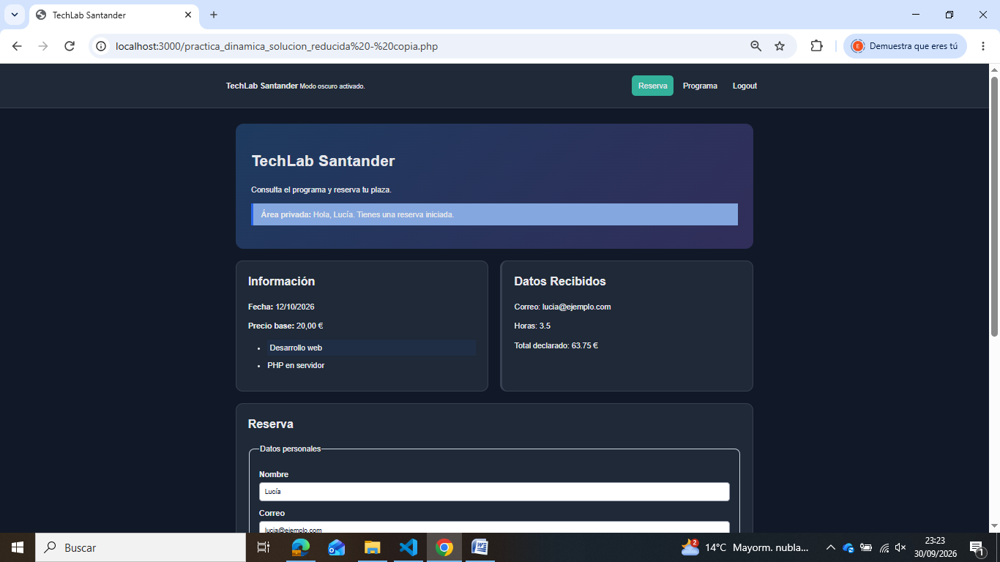 TechLab Santander
localhost:3000/practica_dinamica_solucion_reducida%20-%20copia.php
E Demuestra que eres tú
TechLab Santander Modo oscuro activado.
Reserva Programa Logout
TechLab Santander
Consulta el programa y reserva tu plaza.
Área privada: Hola, Lucía. Tienes una reserva iniciada.
Información
Fecha: 12/10/2026
Precio base: 20,00 €
• Desarrollo web
• PHP en servidor
Datos Recibidos
Correo: lucia@ejemplo.com
Horas: 3.5
Total declarado: 63.75 €
Reserva
Datos personales
Nombre
Lucía
Correo
lucia@ejemplo.com
Buscar
2
14°C Mayorm. nubla...
23:23
30/09/2026
1